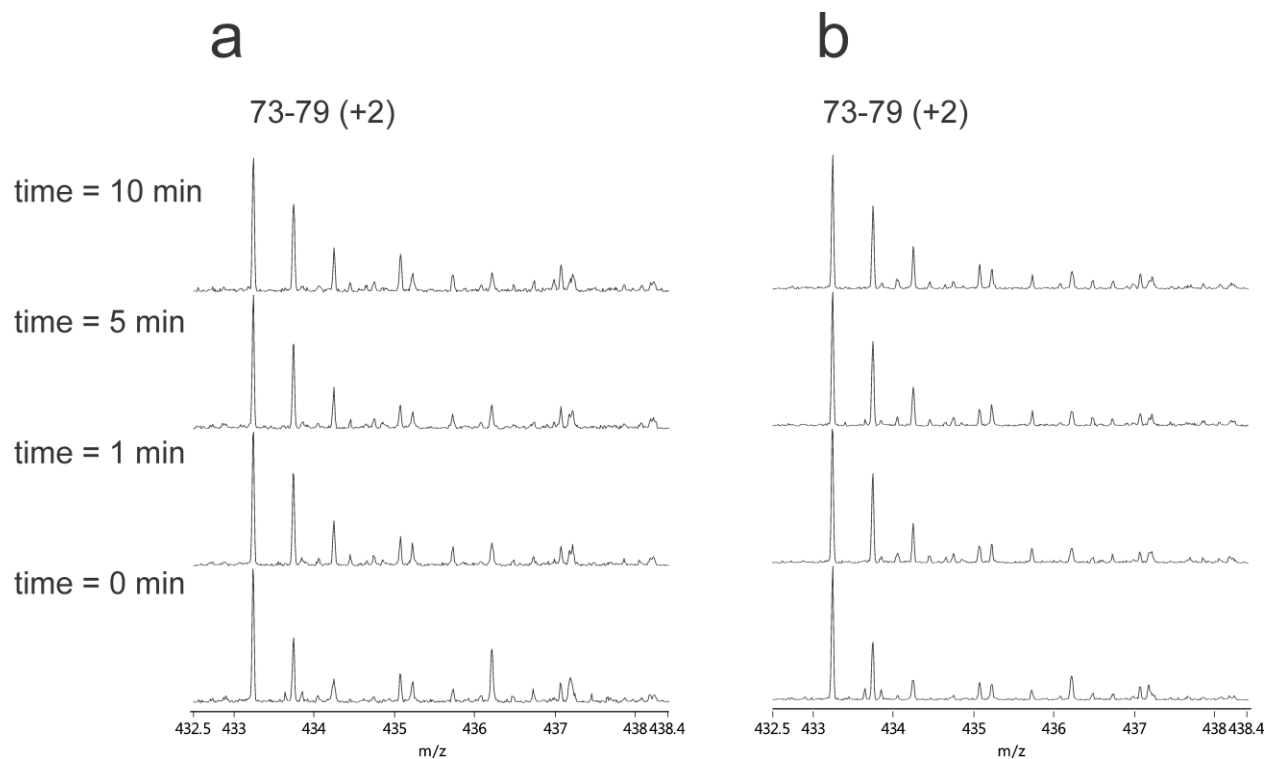 a b
73-79 (+2) 73-79 (+2)
time = 10 min
time = 5 min
time = 1 min
time = 0 min
432.5 433 434 435 436 437 438 438.4 432.5 433 434 435 436 437 438 438.4
m/z m/z